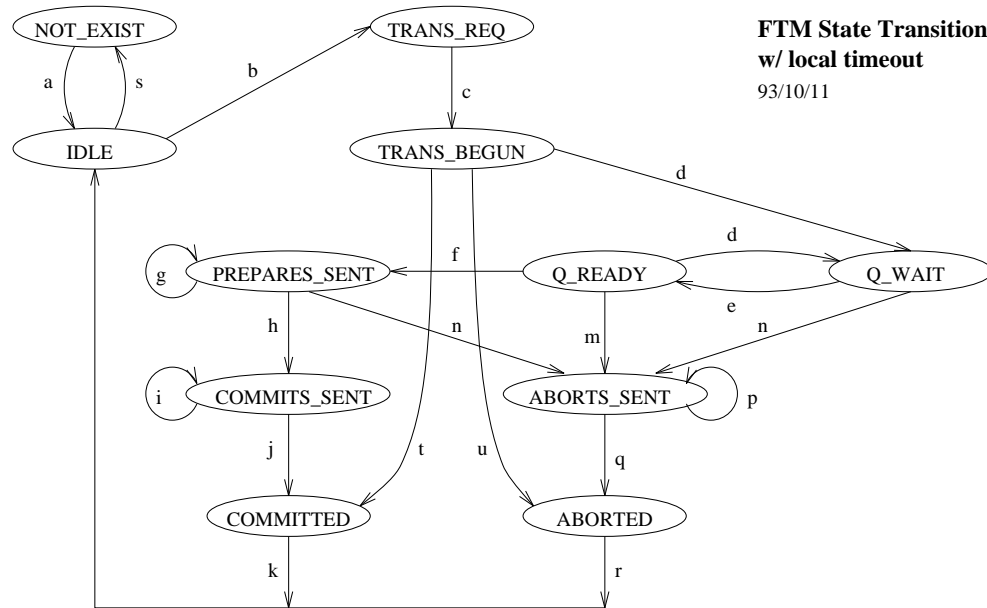 NOT_EXIST
TRANS_REQ
FTM State Transition
w/ local timeout
93/10/11
a
s
b
c
IDLE
TRANS_BEGUN
d
g
PREPARES_SENT
f
Q_READY
d
e
Q_WAIT
h
n
m
n
i
COMMITS_SENT
ABORTS_SENT
p
j
t
u
q
COMMITTED
ABORTED
k
r